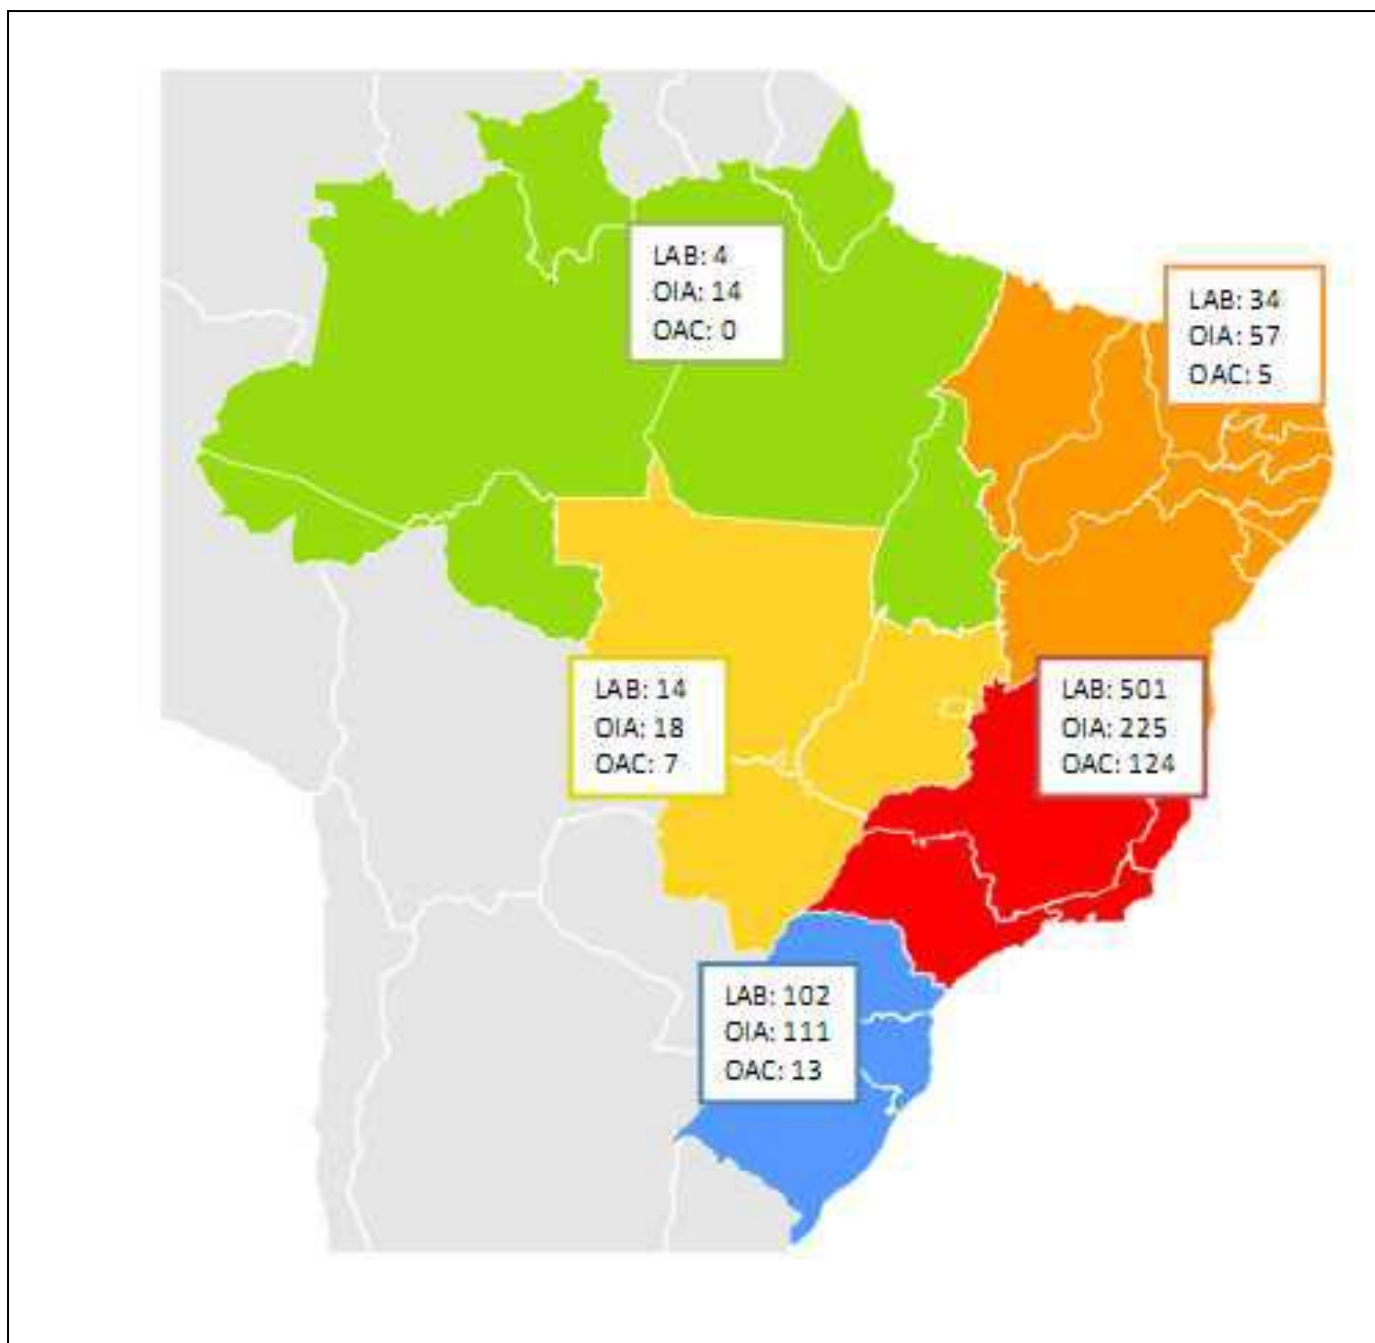 LAB: 4
OIA: 14
OAC: 0
LAB: 34
OIA: 57
OAC: 5
LAB: 14
OIA: 18
OAC: 7
LAB: 501
OIA: 225
OAC: 124
LAB: 102
OIA: 111
OAC: 13